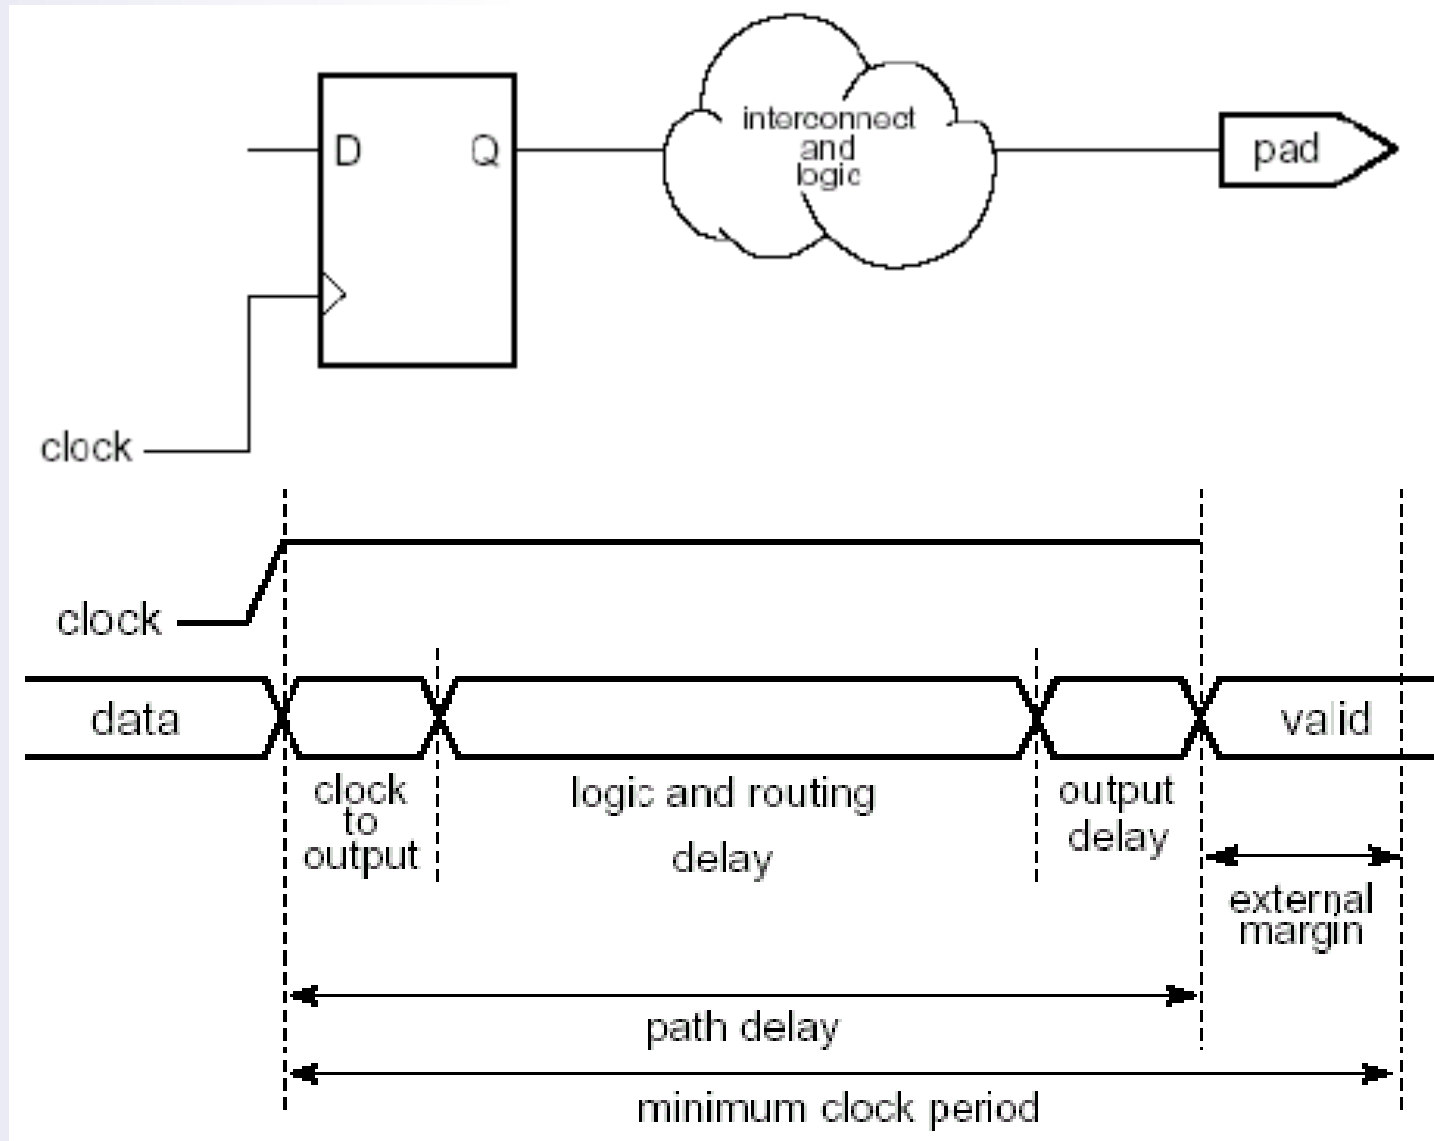 D
Q
interconnect
and
logic
pad
clock
clock
data
valid
clock
to
output
logic and routing
delay
output
delay
external
margin
path delay
minimum clock period